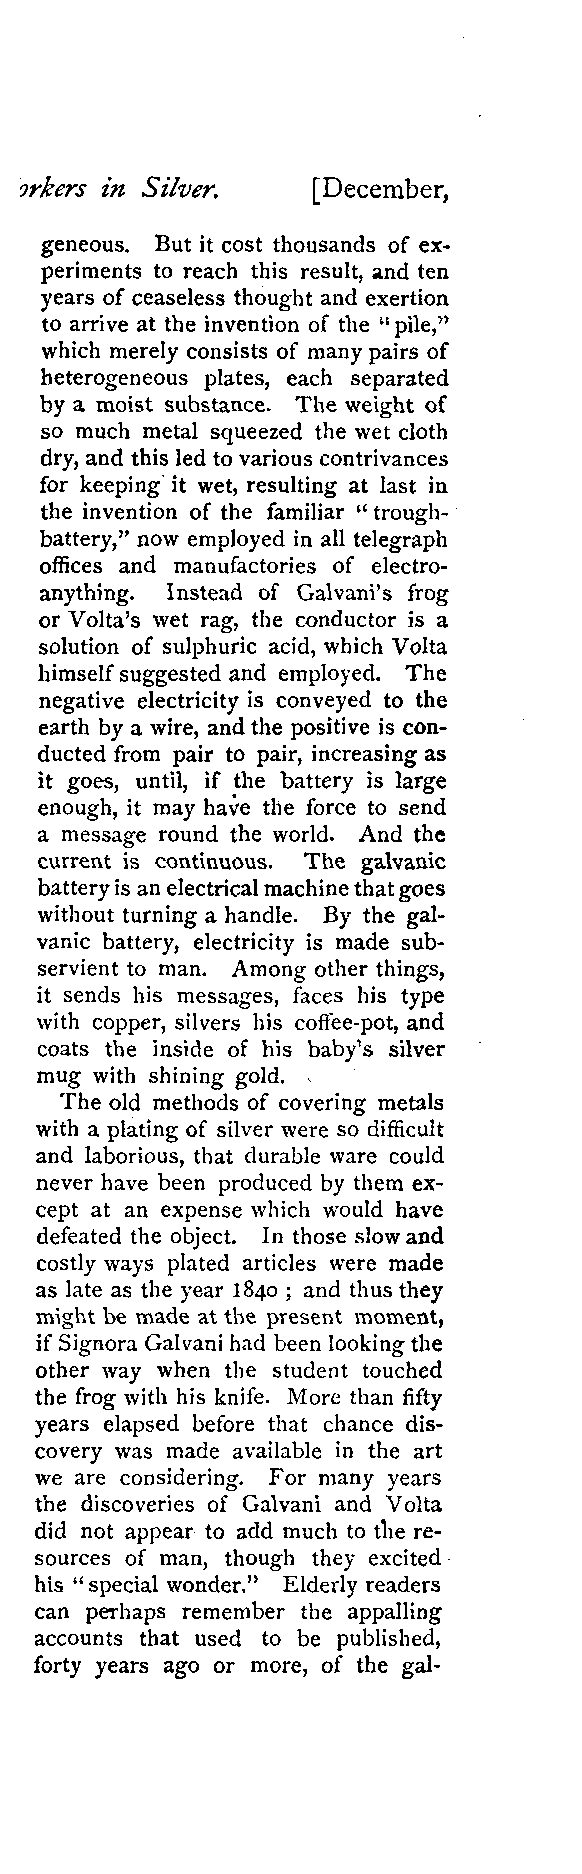 orkers in Silver. [December,
geneous. But it cost thousands of ex-
periments to reach this result, and ten
years of ceaseless thought and exertion
to arrive at the invention of the "pile,"
which merely consists of many pairs of
heterogeneous plates, each separated
by a moist substance. The weight of
so much metal squeezed the wet cloth
dry, and this led to various contrivances
for keeping it wet, resulting at last in
the invention of the familiar "trough-
battery," now employed in all telegraph
offices and manufactories of electro-
anything. Instead of Galvani's frog
or Volta's wet rag, the conductor is a
solution of sulphuric acid, which Volta
himself suggested and employed. The
negative electricity is conveyed to the
earth by a wire, and the positive is con-
ducted from pair to pair, increasing as
it goes, until, if the battery is large
enough, it may have the force to send
a message round the world. And the
current is continuous. The galvanic
battery is an electrical machine that goes
without turning a handle. By the gal-
vanic battery, electricity is made sub-
servient to man. Among other things,
it sends his messages, faces his type
with copper, silvers his coffee-pot, and
coats the inside of his baby's silver
mug with shining gold.
The old methods of covering metals
with a plating of silver were so difficult
and laborious, that durable ware could
never have been produced by them ex-
cept at an expense which would have
defeated the object. In those slow and
costly ways plated articles were made
as late as the year 1840 ; and thus they
might be made at the present moment,
if Signora Galvani had been looking the
other way when the student touched
the frog with his knife. More than fifty
years elapsed before that chance dis-
covery was made available in the art
we are considering. For many years
the discoveries of Galvani and Volta
did not appear to add much to the re-
sources of man, though they excited
his "special wonder." Elderly readers
can perhaps remember the appalling
accounts that used to be published,
forty years ago or more, of the gal-